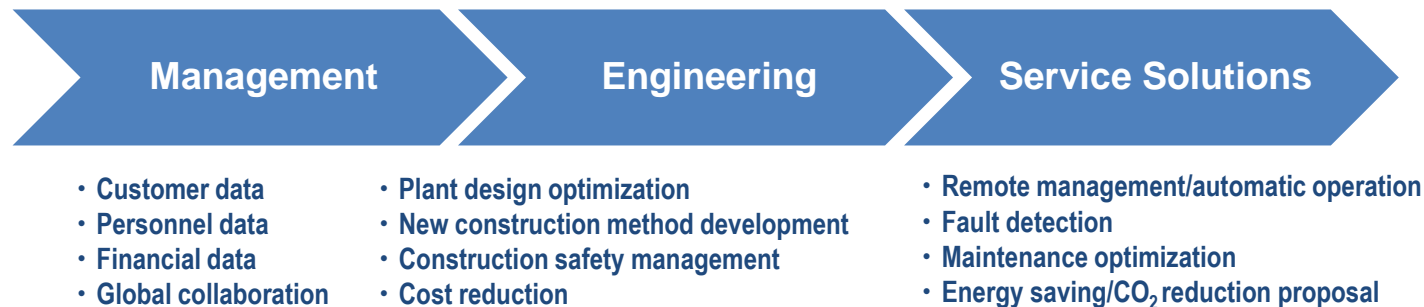 Management
・Customer data
・Personnel data
・Financial data
・Global collaboration
Engineering
・Plant design optimization
・New construction method development
・Construction safety management
・Cost reduction
Service Solutions
・Remote management/automatic operation
・Fault detection
・Maintenance optimization
・Energy saving/CO₂ reduction proposal